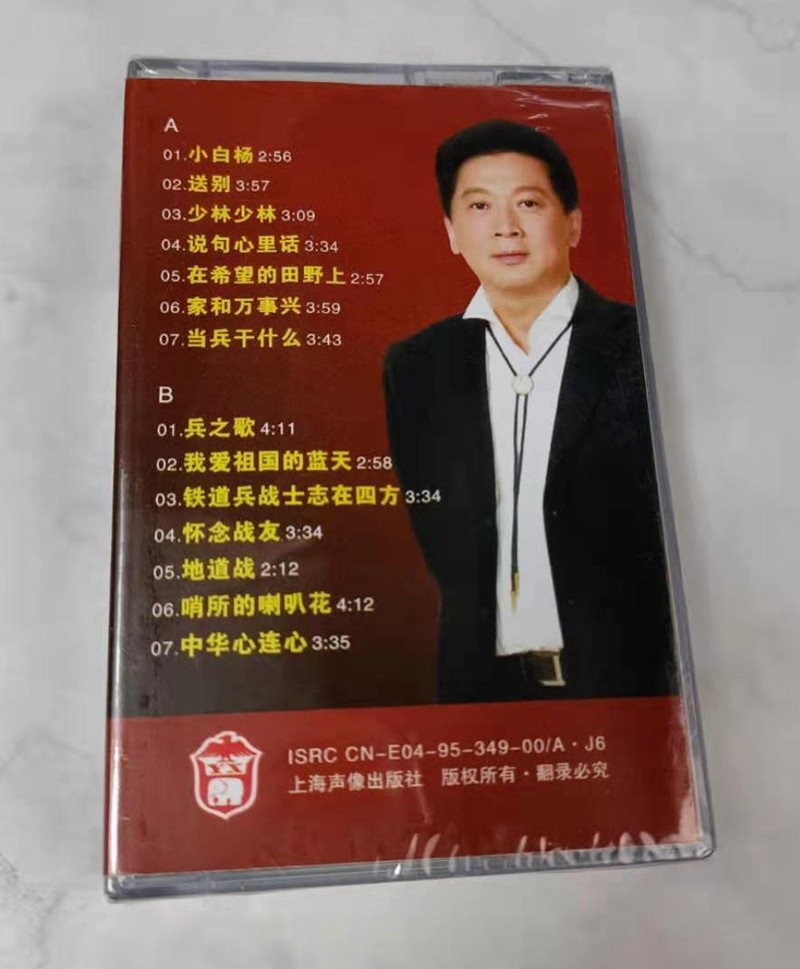 A
01.小白杨 2:56
02.送别 3:57
03.少林少林 3:09
04.说句心里话 3:34
05.在希望的田野上 2:57
06.家和万事兴 3:59
07.当兵干什么 3:43
B
01.兵之歌 4:11
02.我爱祖国的蓝天 2:58
03.铁道兵战士志在四方 3:34
04.怀念战友 3:34
05.地道战 2:12
06.哨所的喇叭花 4:12
07.中华心连心 3:35
ISRC CN-E04-95-349-00/A·J6
上海声像出版社 版权所有·翻录必究